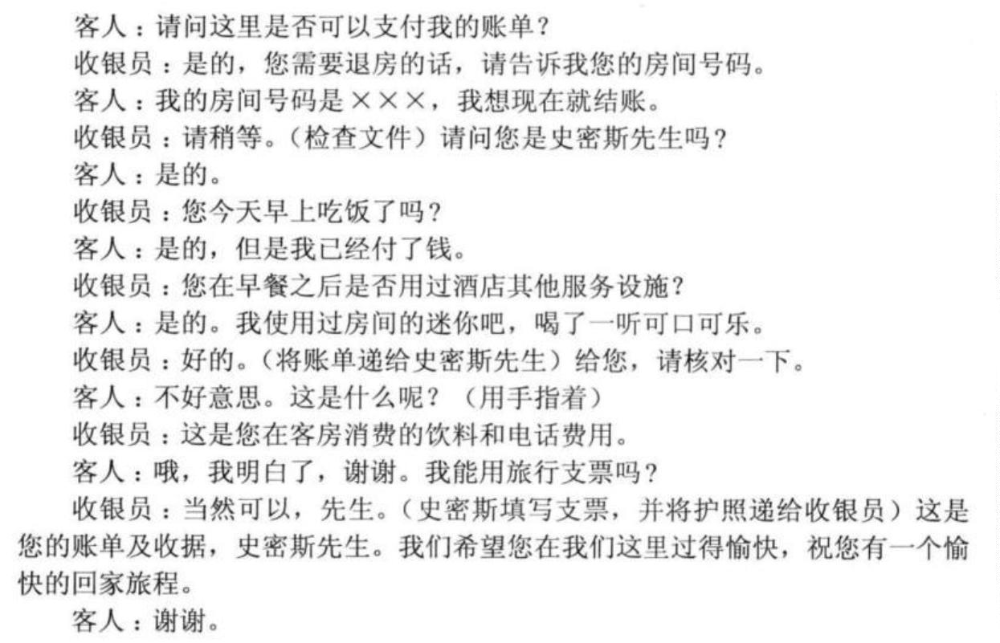 客人：请问这里是否可以支付我的账单？
收银员：是的，您需要退房的话，请告诉我您的房间号码。
客人：我的房间号码是×××，我想现在就结账。
收银员：请稍等。（检查文件）请问您是史密斯先生吗？
客人：是的。
收银员：您今天早上吃饭了吗？
客人：是的，但是我已经付了钱。
收银员：您在早餐之后是否用过酒店其他服务设施？
客人：是的。我使用过房间的迷你吧，喝了一听可口可乐。
收银员：好的。（将账单递给史密斯先生）给您，请核对一下。
客人：不好意思。这是什么呢？（用手指着）
收银员：这是您在客房消费的饮料和电话费用。
客人：哦，我明白了，谢谢。我能用旅行支票吗？
收银员：当然可以，先生。（史密斯填写支票，并将护照递给收银员）这是
您的账单及收据，史密斯先生。我们希望您在我们这里过得愉快，祝您有一个愉
快的回家旅程。
客人：谢谢。